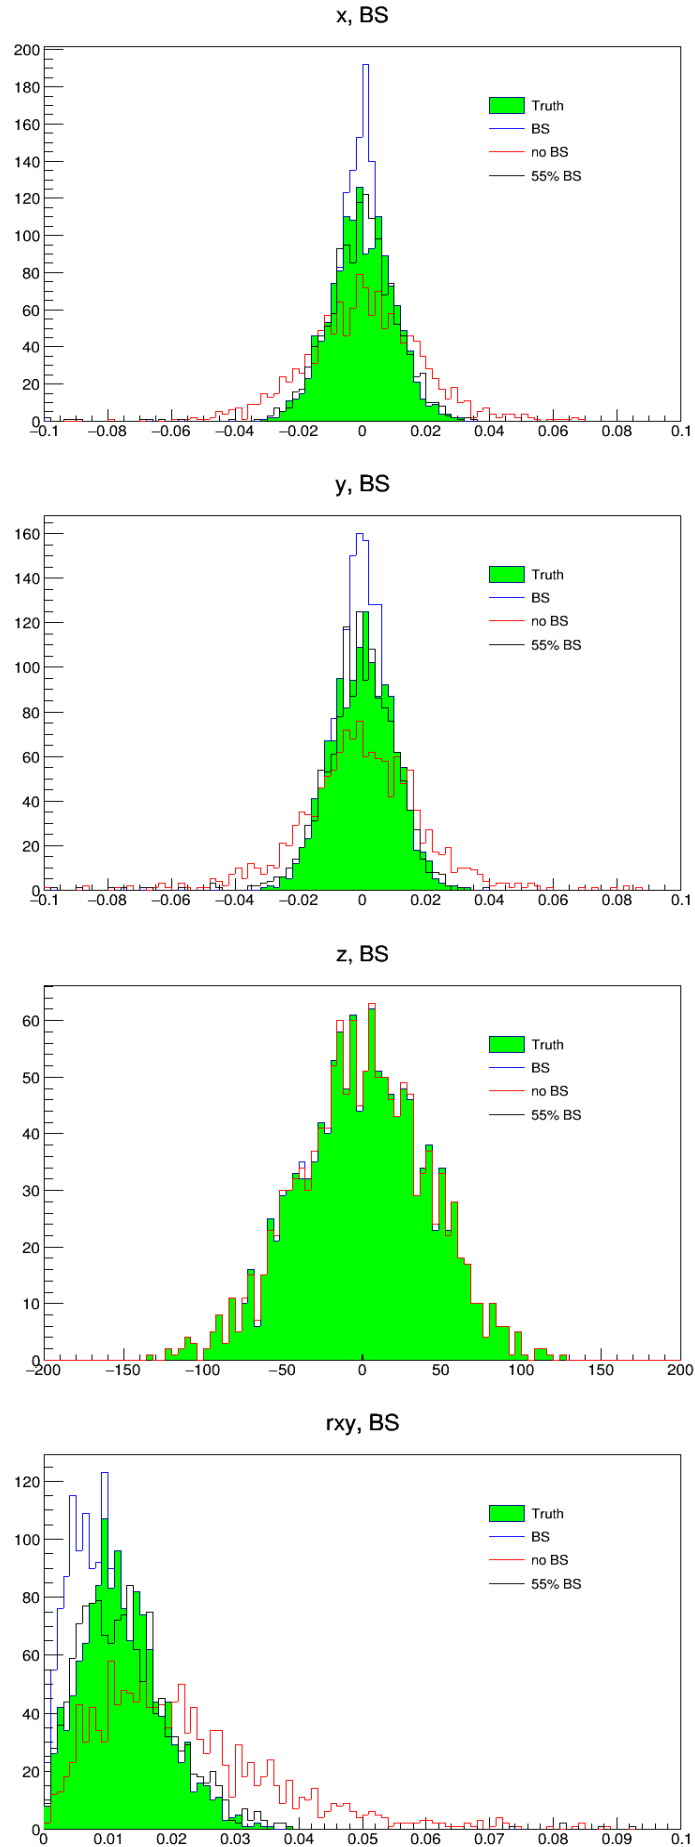 x, BS
200
180
160
140
120
100
80
60
40
20
0
Truth
BS
no BS
55% BS
−0.1 −0.08 −0.06 −0.04 −0.02 0 0.02 0.04 0.06 0.08 0.1
y, BS
160
140
120
100
80
60
40
20
0
Truth
BS
no BS
55% BS
−0.1 −0.08 −0.06 −0.04 −0.02 0 0.02 0.04 0.06 0.08 0.1
z, BS
60
50
40
30
20
10
0
Truth
BS
no BS
55% BS
−200 −150 −100 −50 0 50 100 150 200
rxy, BS
120
100
80
60
40
20
0
Truth
BS
no BS
55% BS
0 0.01 0.02 0.03 0.04 0.05 0.06 0.07 0.08 0.09 0.1